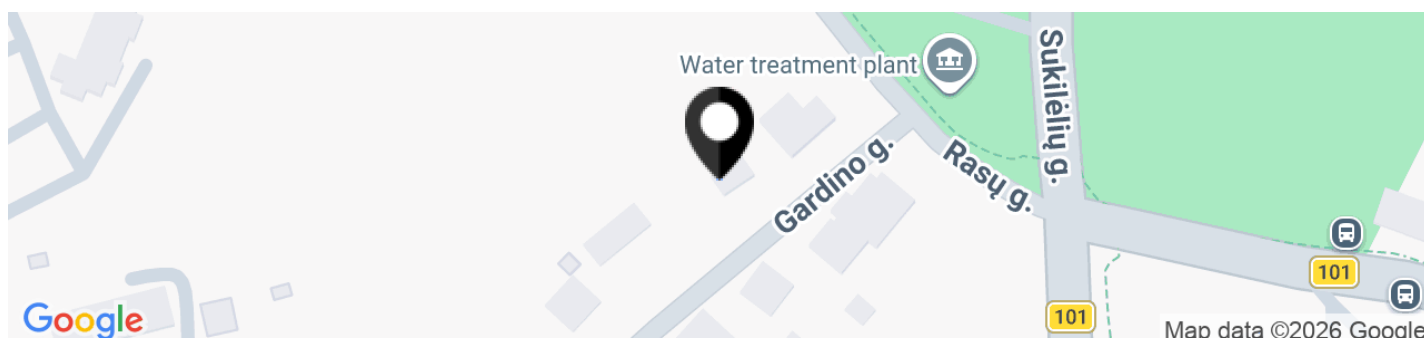 Water treatment plant
Sukilėlių g.
Gardino g.
Rasų g.
101
101
Google
Map data ©2026 Google